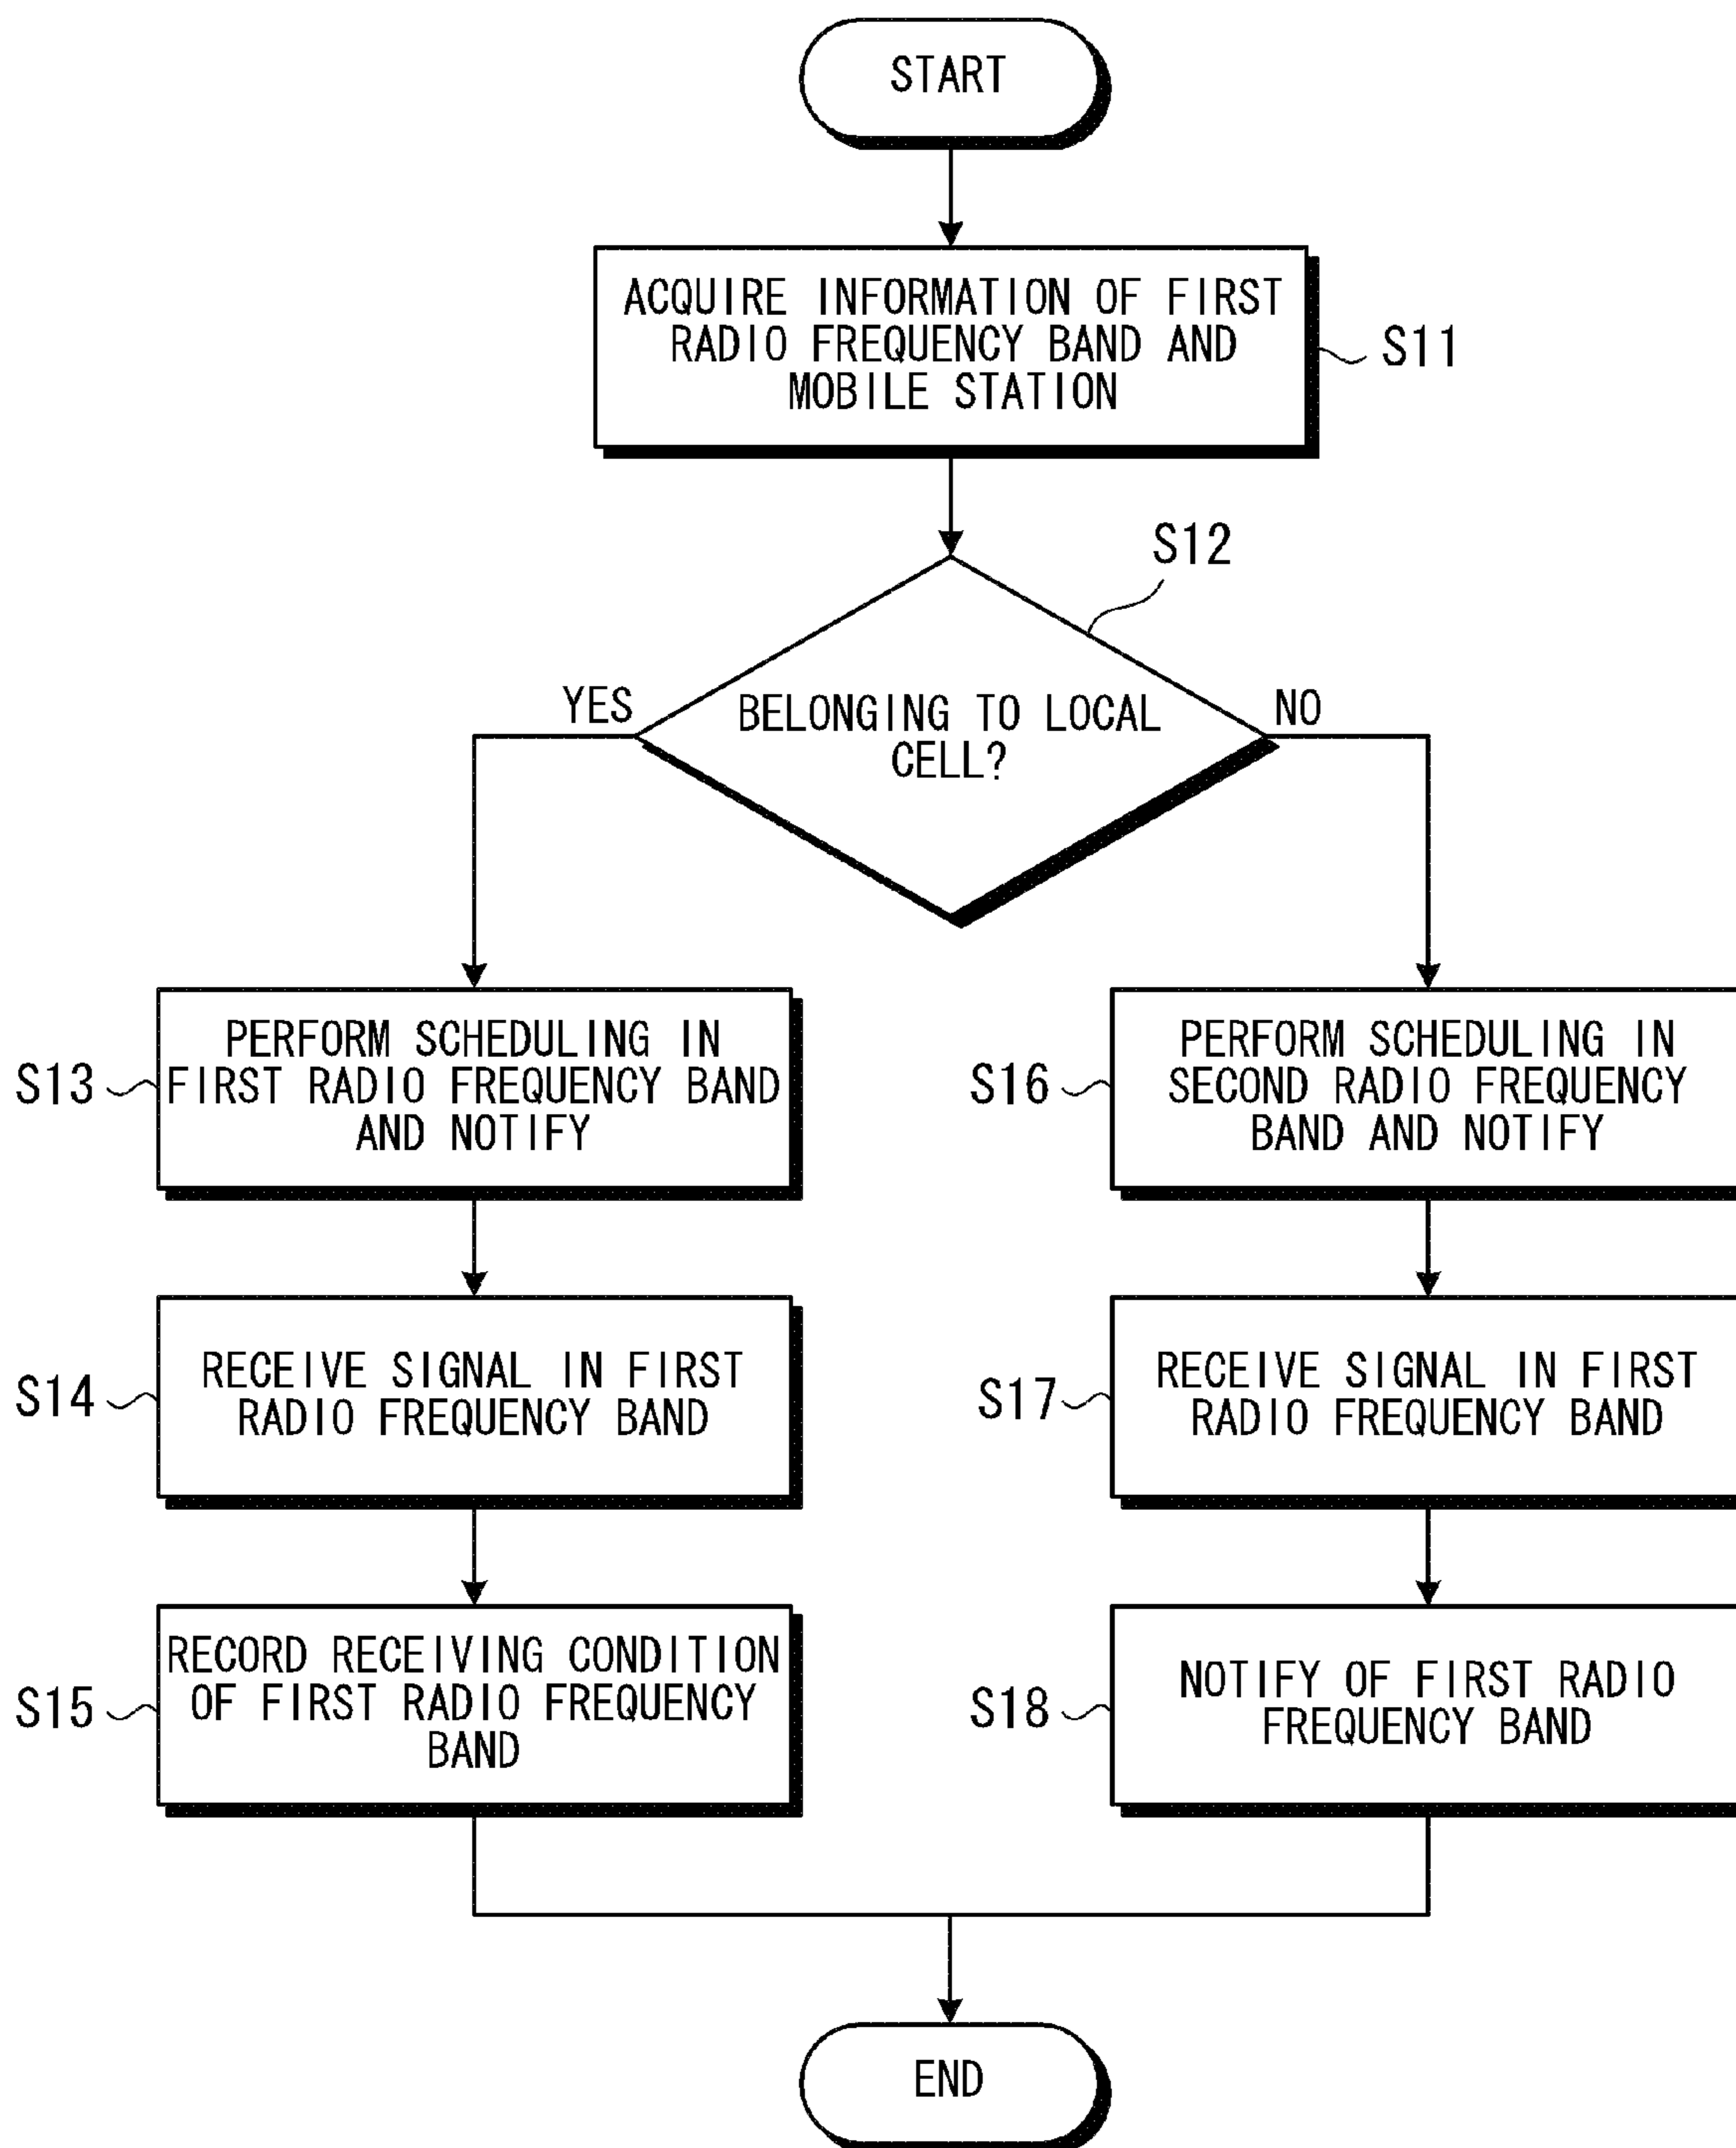 START
ACQUIRE INFORMATION OF FIRST
RADIO FREQUENCY BAND AND
MOBILE STATION
S11
S12
YES
BELONGING TO LOCAL
CELL?
NO
S13
PERFORM SCHEDULING IN
FIRST RADIO FREQUENCY BAND
AND NOTIFY
S16
PERFORM SCHEDULING IN
SECOND RADIO FREQUENCY
BAND AND NOTIFY
S14
RECEIVE SIGNAL IN FIRST
RADIO FREQUENCY BAND
S17
RECEIVE SIGNAL IN FIRST
RADIO FREQUENCY BAND
S15
RECORD RECEIVING CONDITION
OF FIRST RADIO FREQUENCY
BAND
S18
NOTIFY OF FIRST RADIO
FREQUENCY BAND
END